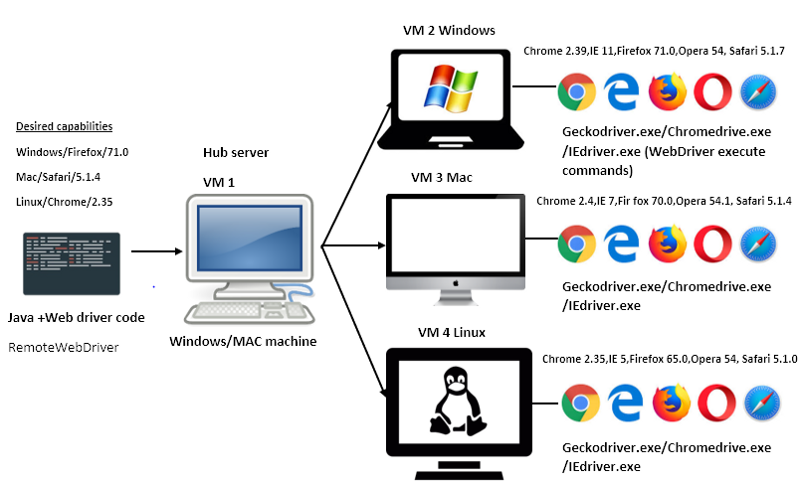 Desired capabilities
Windows/Firefox/71.0
Mac/Safari/5.1.4
Linux/Chrome/2.35
Java +Web driver code
RemoteWebDriver
Hub server
VM 1
Windows/MAC machine
VM 2 Windows
Chrome 2.39,IE 11,Firefox 71.0,Opera 54, Safari 5.1.7
Geckodriver.exe/Chromedrive.exe
/IEdriver.exe (WebDriver execute
commands)
VM 3 Mac
Chrome 2.4,IE 7,Fir fox 70.0,Opera 54.1, Safari 5.1.4
Geckodriver.exe/Chromedrive.exe
/IEdriver.exe
VM 4 Linux
Chrome 2.35,IE 5,Firefox 65.0,Opera 54, Safari 5.1.0
Geckodriver.exe/Chromedrive.exe
/IEdriver.exe